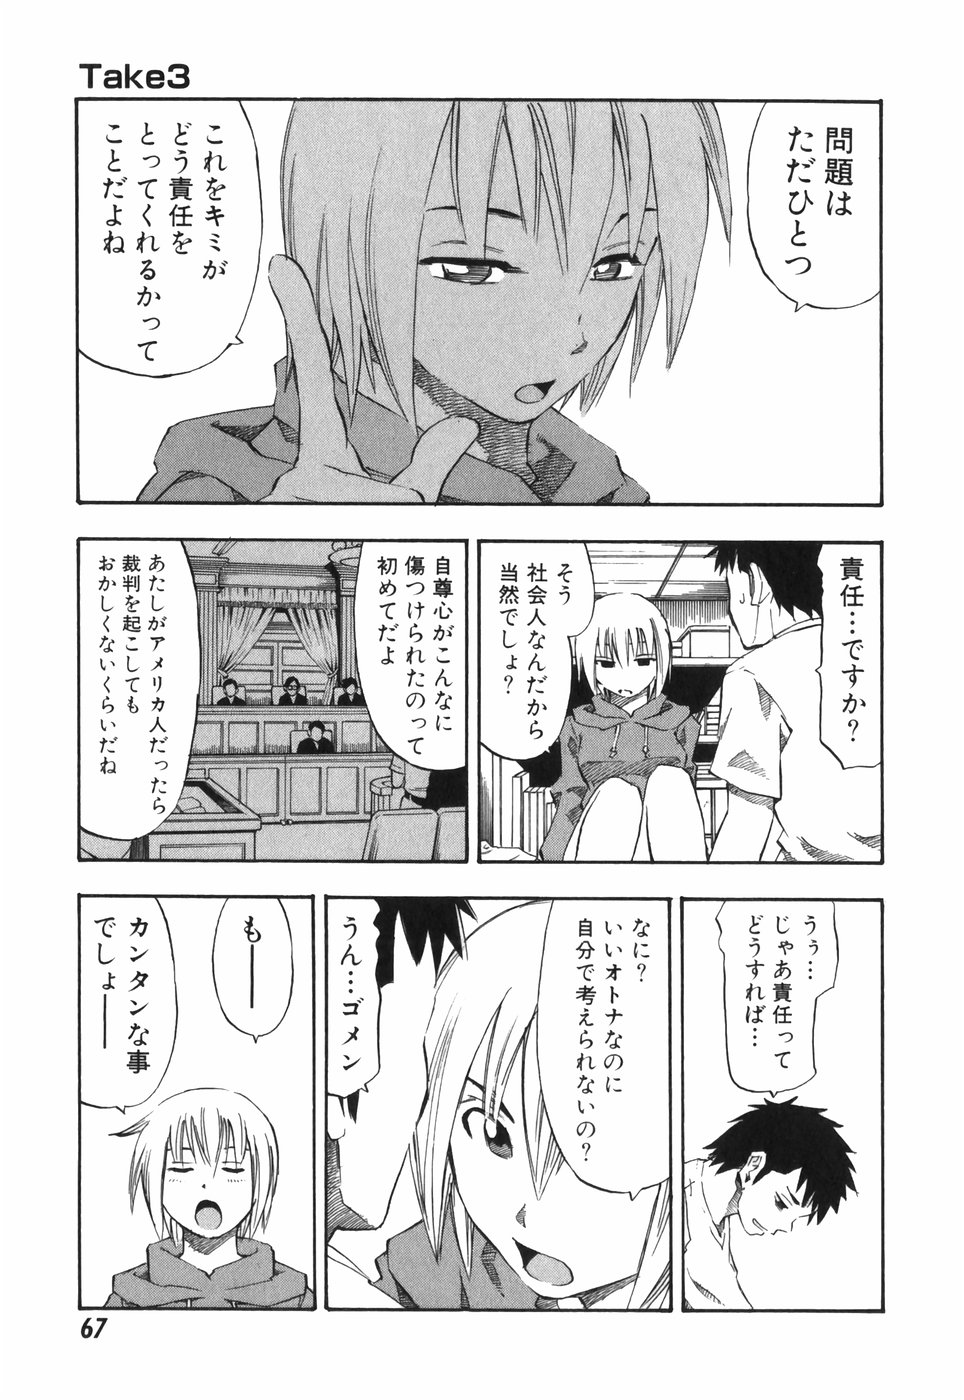 Take3
問題は
ただひとつ
これをキミが
どう責任を
とってくれるかって
ことだよね
責任…ですか？
そう
社会人なんだから
当然でしょ？
自尊心がこんなに
傷つけられたのって
初めてだよ
あたしがアメリカ人だったら
裁判を起こしても
おかしくないくらいだね
うぅ…
じゃあ責任って
どうすれば…
なに？
いいオトナなのに
自分で考えられないの？
うん…ゴメン
も――
カンタンな事
でしょ――
67